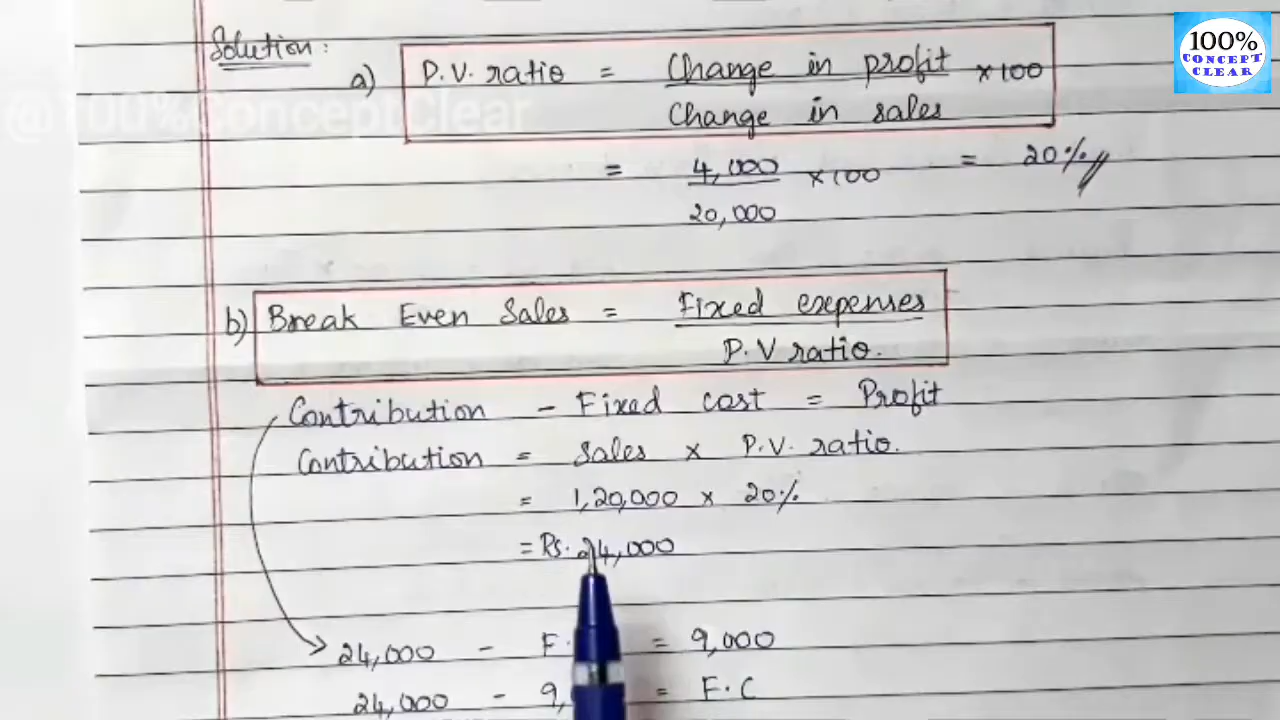 Solution:
a) P.V. ratio = Change in profit × 100
Change in sales
= 4,000 × 100 = 20%
20,000
b) Break Even Sales = Fixed expenses
P.V ratio.
Contribution - Fixed cost = Profit
Contribution = Sales × P.V. ratio.
= 1,20,000 × 20%
= Rs. 24,000
24,000 - F. = 9,000
24,000 - 9, = F.C
100%
CONCEPT
CLEAR
@100%ConceptClear